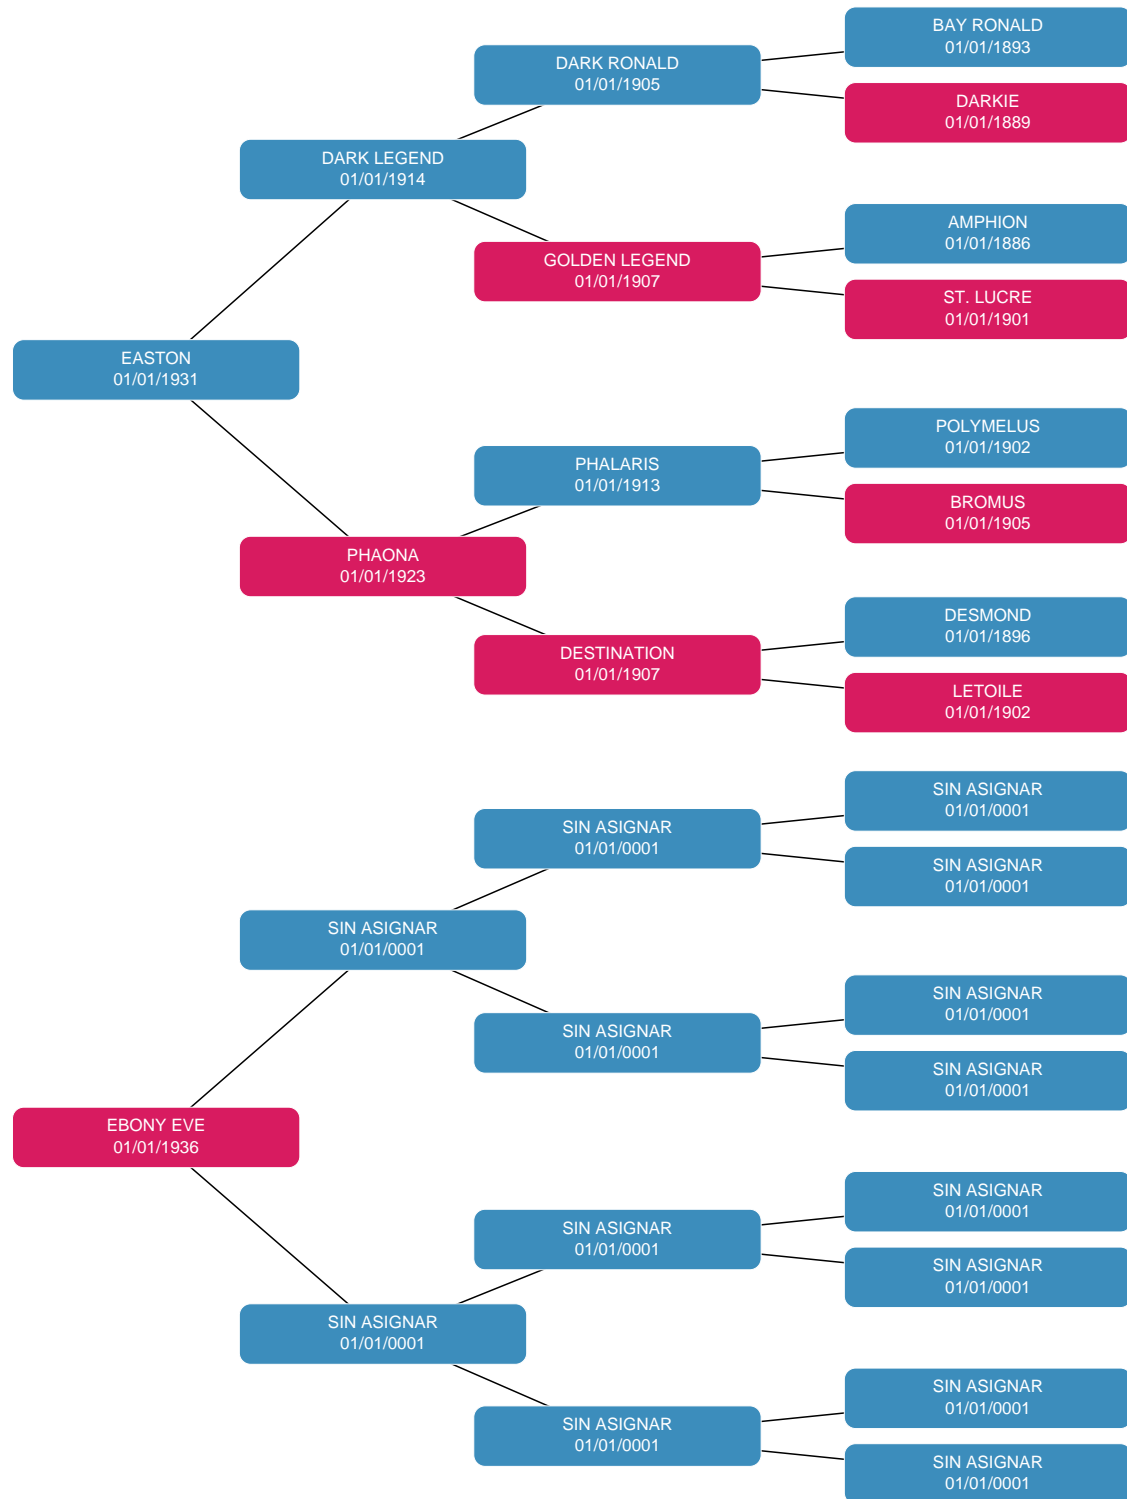 BAY RONALD
01/01/1893
DARK RONALD
01/01/1905
DARKIE
01/01/1889
DARK LEGEND
01/01/1914
AMPHION
01/01/1886
GOLDEN LEGEND
01/01/1907
ST. LUCRE
01/01/1901
EASTON
01/01/1931
POLYMELUS
01/01/1902
PHALARIS
01/01/1913
BROMUS
01/01/1905
PHAONA
01/01/1923
DESMOND
01/01/1896
DESTINATION
01/01/1907
LETOILE
01/01/1902
SIN ASIGNAR
01/01/0001
SIN ASIGNAR
01/01/0001
SIN ASIGNAR
01/01/0001
SIN ASIGNAR
01/01/0001
SIN ASIGNAR
01/01/0001
SIN ASIGNAR
01/01/0001
SIN ASIGNAR
01/01/0001
EBONY EVE
01/01/1936
SIN ASIGNAR
01/01/0001
SIN ASIGNAR
01/01/0001
SIN ASIGNAR
01/01/0001
SIN ASIGNAR
01/01/0001
SIN ASIGNAR
01/01/0001
SIN ASIGNAR
01/01/0001
SIN ASIGNAR
01/01/0001